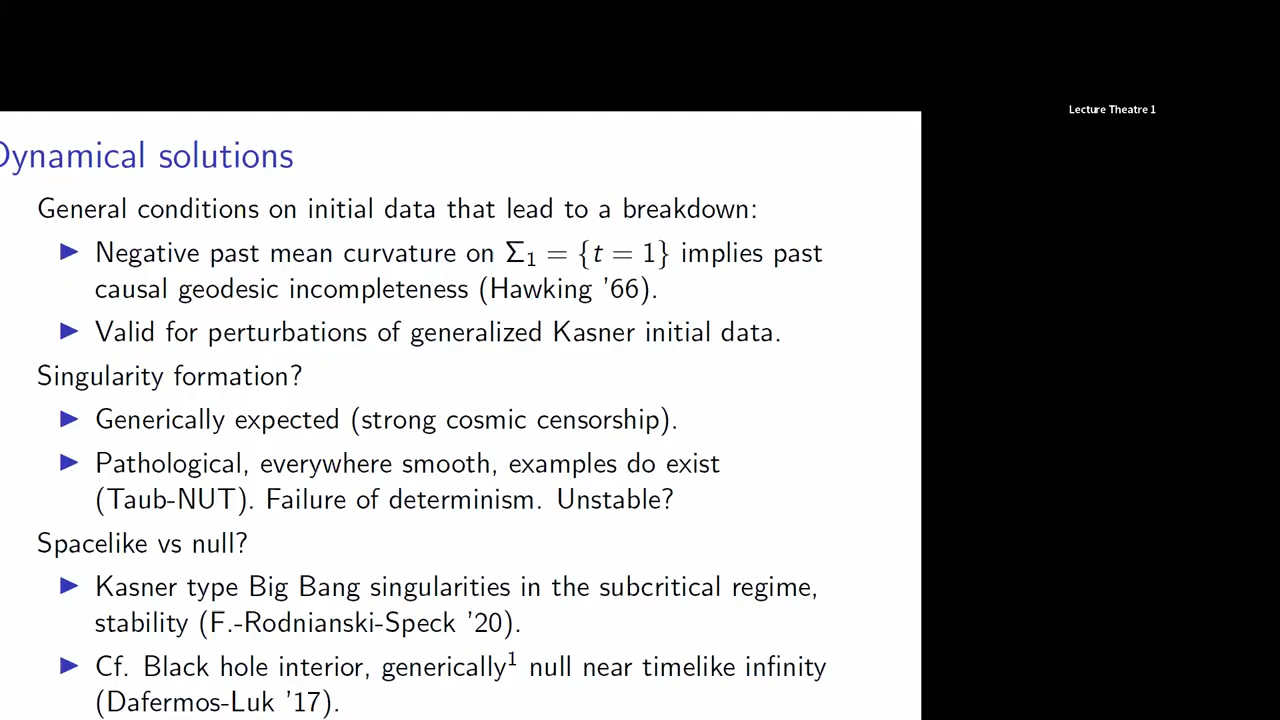 Dynamical solutions
General conditions on initial data that lead to a breakdown:
▶ Negative past mean curvature on Σ₁ = {t = 1} implies past
causal geodesic incompleteness (Hawking '66).
▶ Valid for perturbations of generalized Kasner initial data.
Singularity formation?
▶ Generically expected (strong cosmic censorship).
▶ Pathological, everywhere smooth, examples do exist
(Taub-NUT). Failure of determinism. Unstable?
Spacelike vs null?
▶ Kasner type Big Bang singularities in the subcritical regime,
stability (F.-Rodnianski-Speck '20).
▶ Cf. Black hole interior, generically¹ null near timelike infinity
(Dafermos-Luk '17).
Lecture Theatre 1